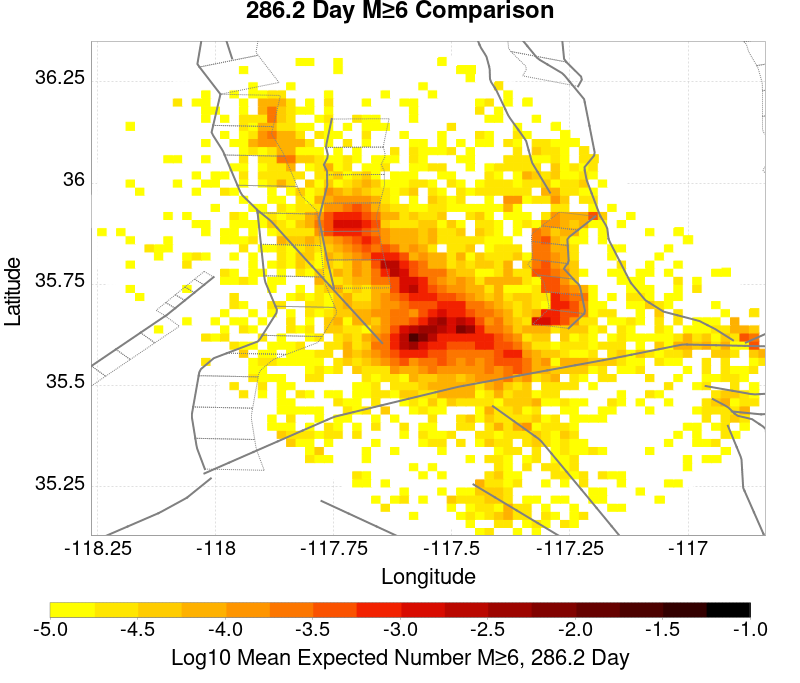 286.2 Day M≥6 Comparison
36.25
36
35.75
35.5
35.25
Latitude
-118.25 -118 -117.75 -117.5 -117.25 -117
Longitude
-5.0 -4.5 -4.0 -3.5 -3.0 -2.5 -2.0 -1.5 -1.0
Log10 Mean Expected Number M≥6, 286.2 Day